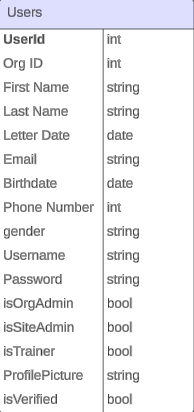 Users
UserId int
Org ID int
First Name string
Last Name string
Letter Date date
Email string
Birthdate date
Phone Number int
gender string
Username string
Password string
isOrgAdmin bool
isSiteAdmin bool
isTrainer bool
ProfilePicture string
isVerified bool